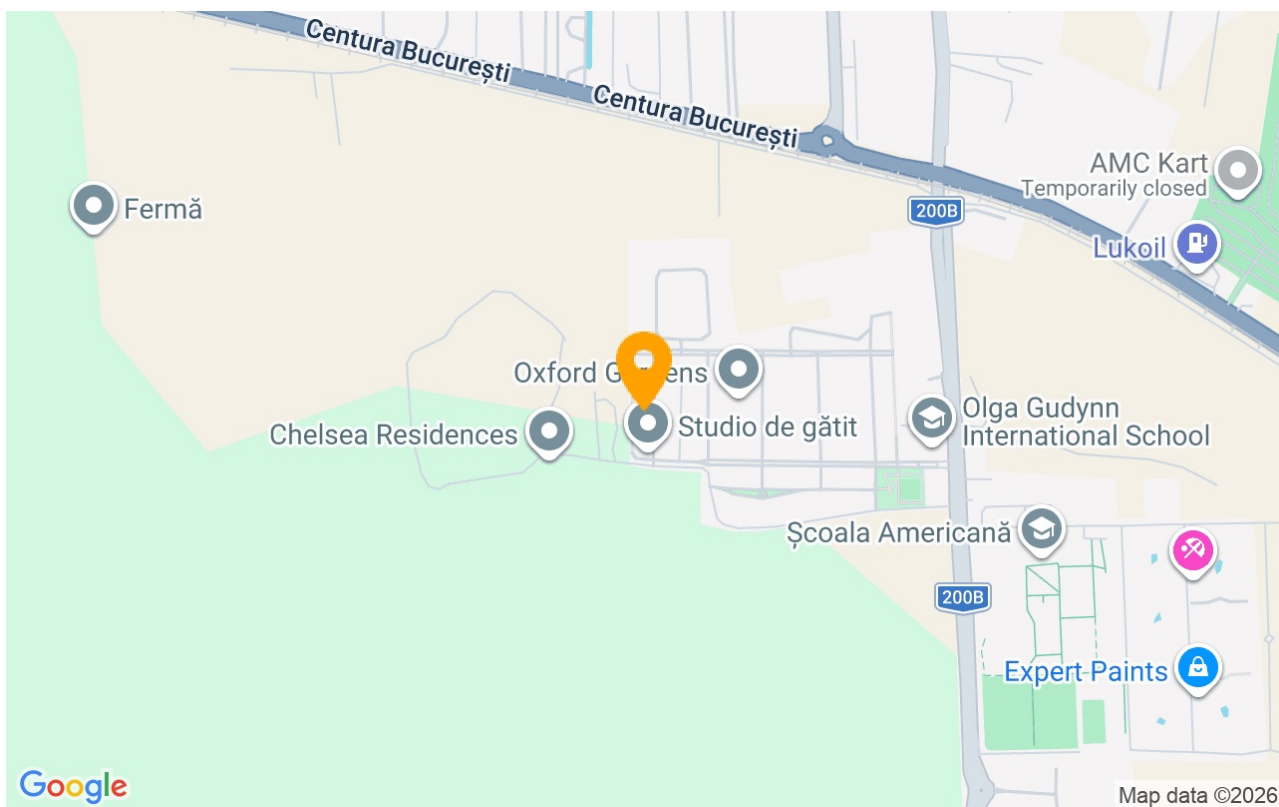 Centura București
Centura București
AMC Kart
Temporarily closed
Fermă
200B
Lukoil
Oxford G ens
Studio de gătit
Olga Gudynn
International School
Chelsea Residences
Școala Americană
200B
Expert Paints
Google
Map data ©2026